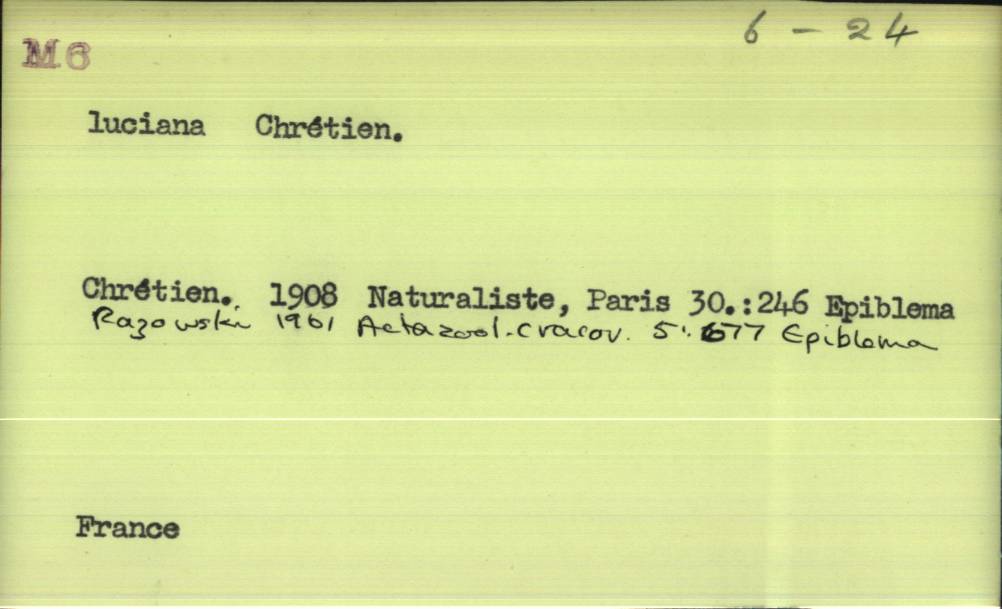 6 - 24
M6
luciana Chrétien.
Chrétien. 1908 Naturaliste, Paris 30.:246 Epiblema
Razowski 1961 Acta zool. cracov. 5: 677 Epiblema
France